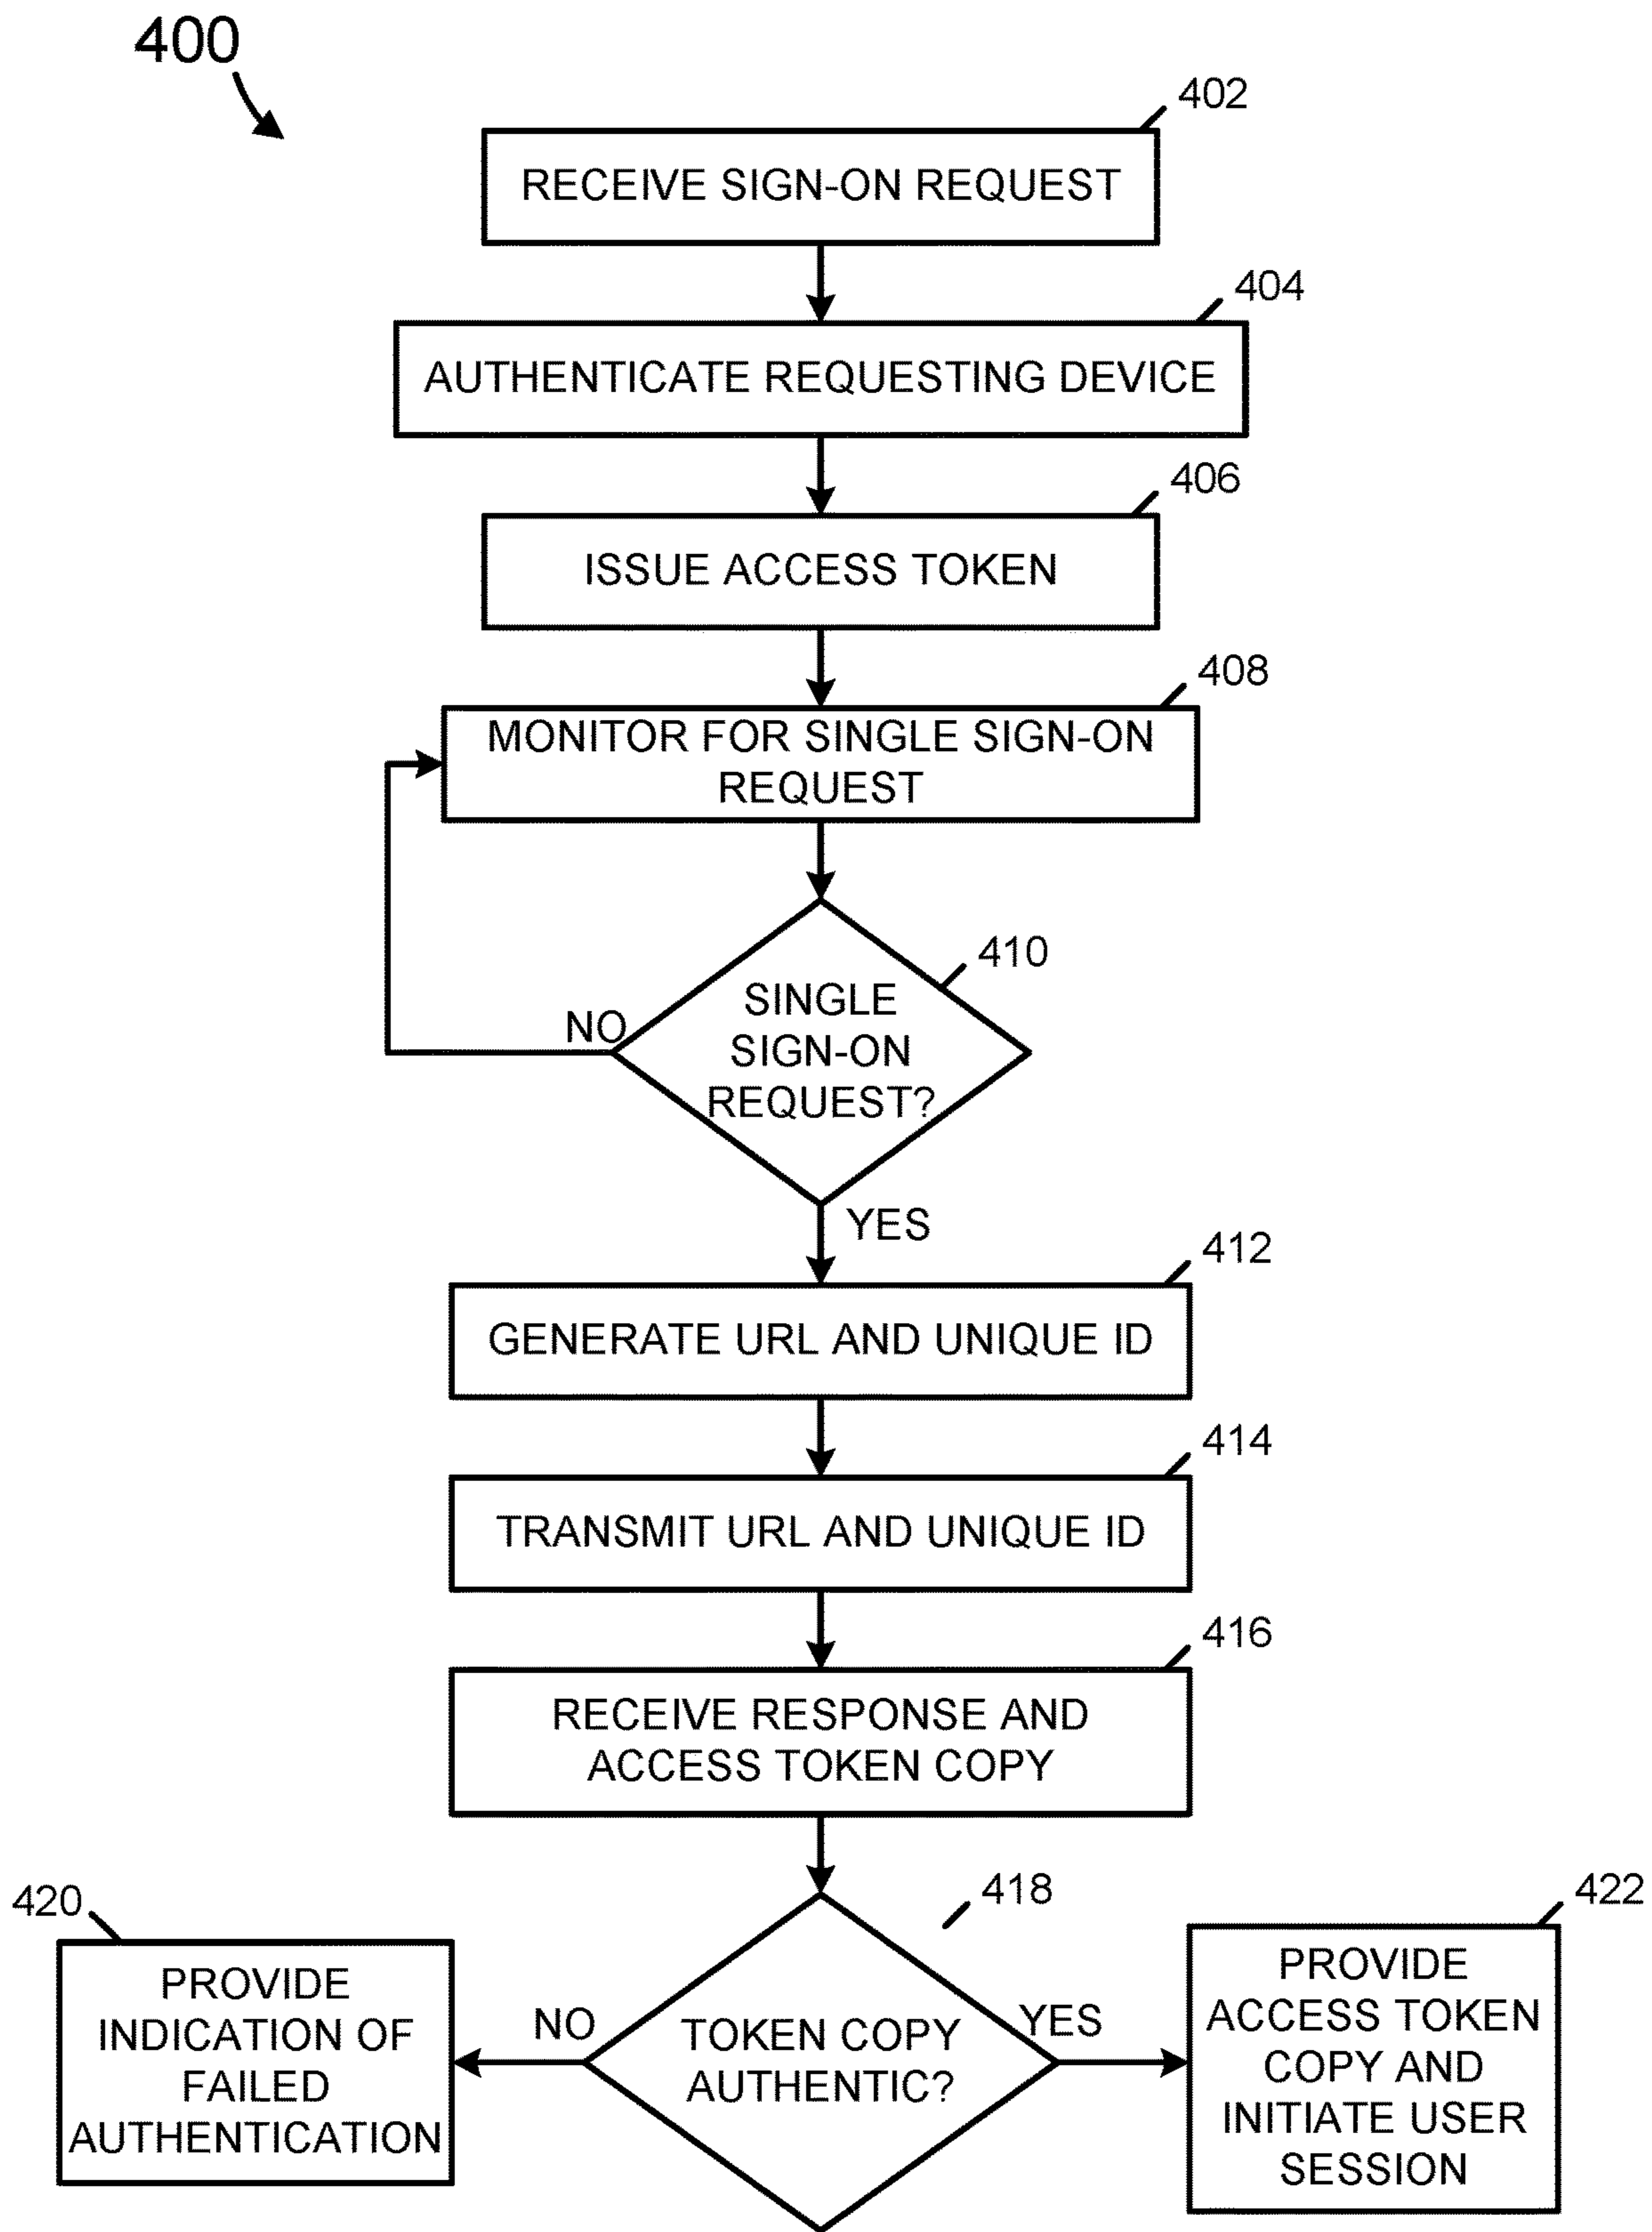 400
402
RECEIVE SIGN-ON REQUEST
404
AUTHENTICATE REQUESTING DEVICE
406
ISSUE ACCESS TOKEN
408
MONITOR FOR SINGLE SIGN-ON
REQUEST
410
SINGLE
SIGN-ON
REQUEST?
NO
YES
412
GENERATE URL AND UNIQUE ID
414
TRANSMIT URL AND UNIQUE ID
416
RECEIVE RESPONSE AND
ACCESS TOKEN COPY
418
TOKEN COPY
AUTHENTIC?
NO
420
PROVIDE
INDICATION OF
FAILED
AUTHENTICATION
YES
422
PROVIDE
ACCESS TOKEN
COPY AND
INITIATE USER
SESSION